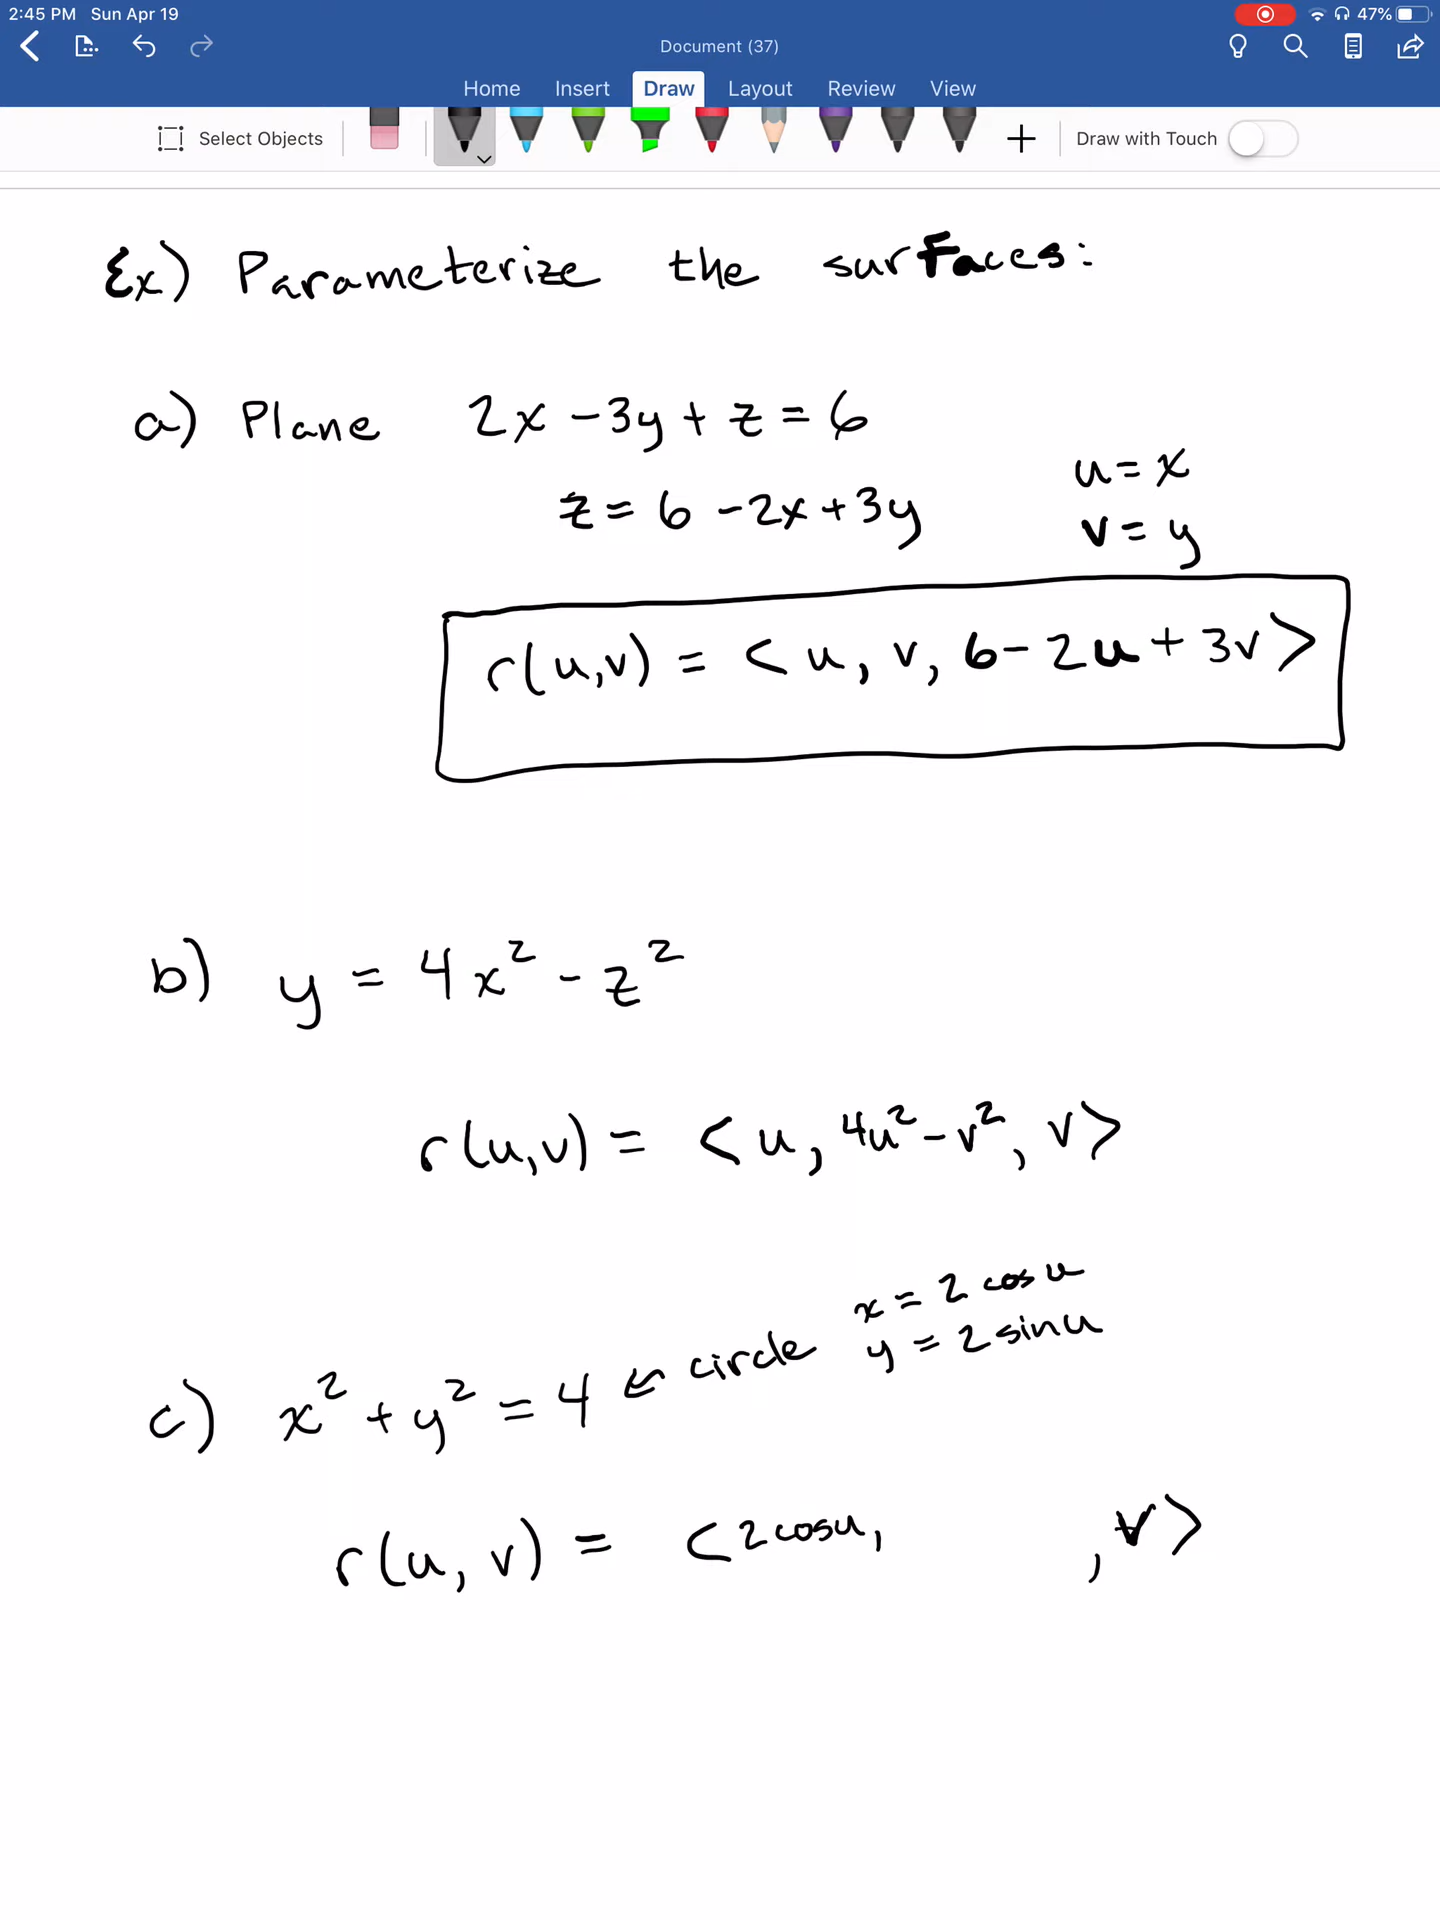 2:45 PM Sun Apr 19 47%
Document (37)
Home Insert Draw Layout Review View
Select Objects Draw with Touch
Ex) Parameterize the surFaces:
a) Plane 2x - 3y + z = 6
z = 6 - 2x + 3y
u = x
v = y
r(u,v) = < u, v, 6 - 2u + 3v >
b) y = 4x² - z²
r(u,v) = < u, 4u² - v², v >
x = 2 cos u
y = 2 sin u
c) x² + y² = 4 ← circle
r(u, v) = < 2 cos u, , v >